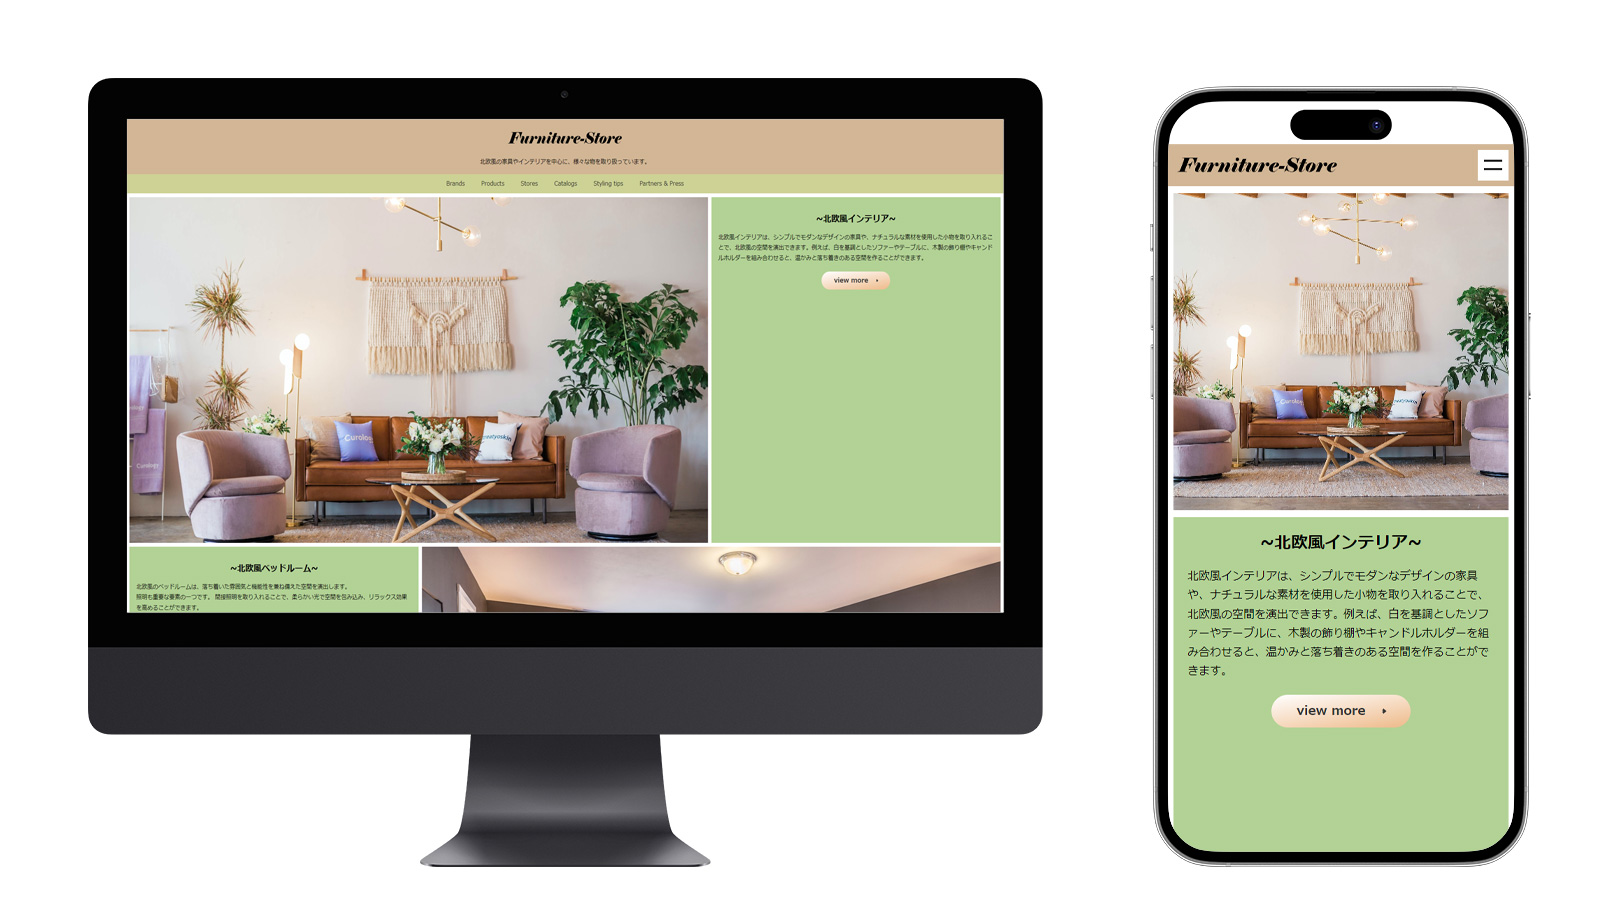 Furniture-Store
北欧風の家具やインテリアを中心に、様々な物を取り扱っています。
Brands Products Stores Catalogs Styling tips Partners & Press
~北欧風インテリア~
北欧風インテリアは、シンプルでモダンなデザインの家具や、ナチュラルな素材を使用した小物を取り入れるこ
とで、北欧風の空間を演出できます。例えば、白を基調としたソファーやテーブルに、木製の飾り棚やキャンド
ルホルダーを組み合わせると、温かみと落ち着きのある空間を作ることができます。
view more
Curology
~北欧風ベッドルーム~
北欧風のベッドルームは、落ち着いた雰囲気と機能性を兼ね備えた空間を演出します。
照明も重要な要素の一つです。 間接照明を取り入れることで、柔らかい光で空間を包み込み、リラックス効果
を高めることができます。
Furniture-Store
~北欧風インテリア~
北欧風インテリアは、シンプルでモダンなデザインの家具
や、ナチュラルな素材を使用した小物を取り入れることで、
北欧風の空間を演出できます。例えば、白を基調としたソフ
ァーやテーブルに、木製の飾り棚やキャンドルホルダーを組
み合わせると、温かみと落ち着きのある空間を作ることがで
きます。
view more